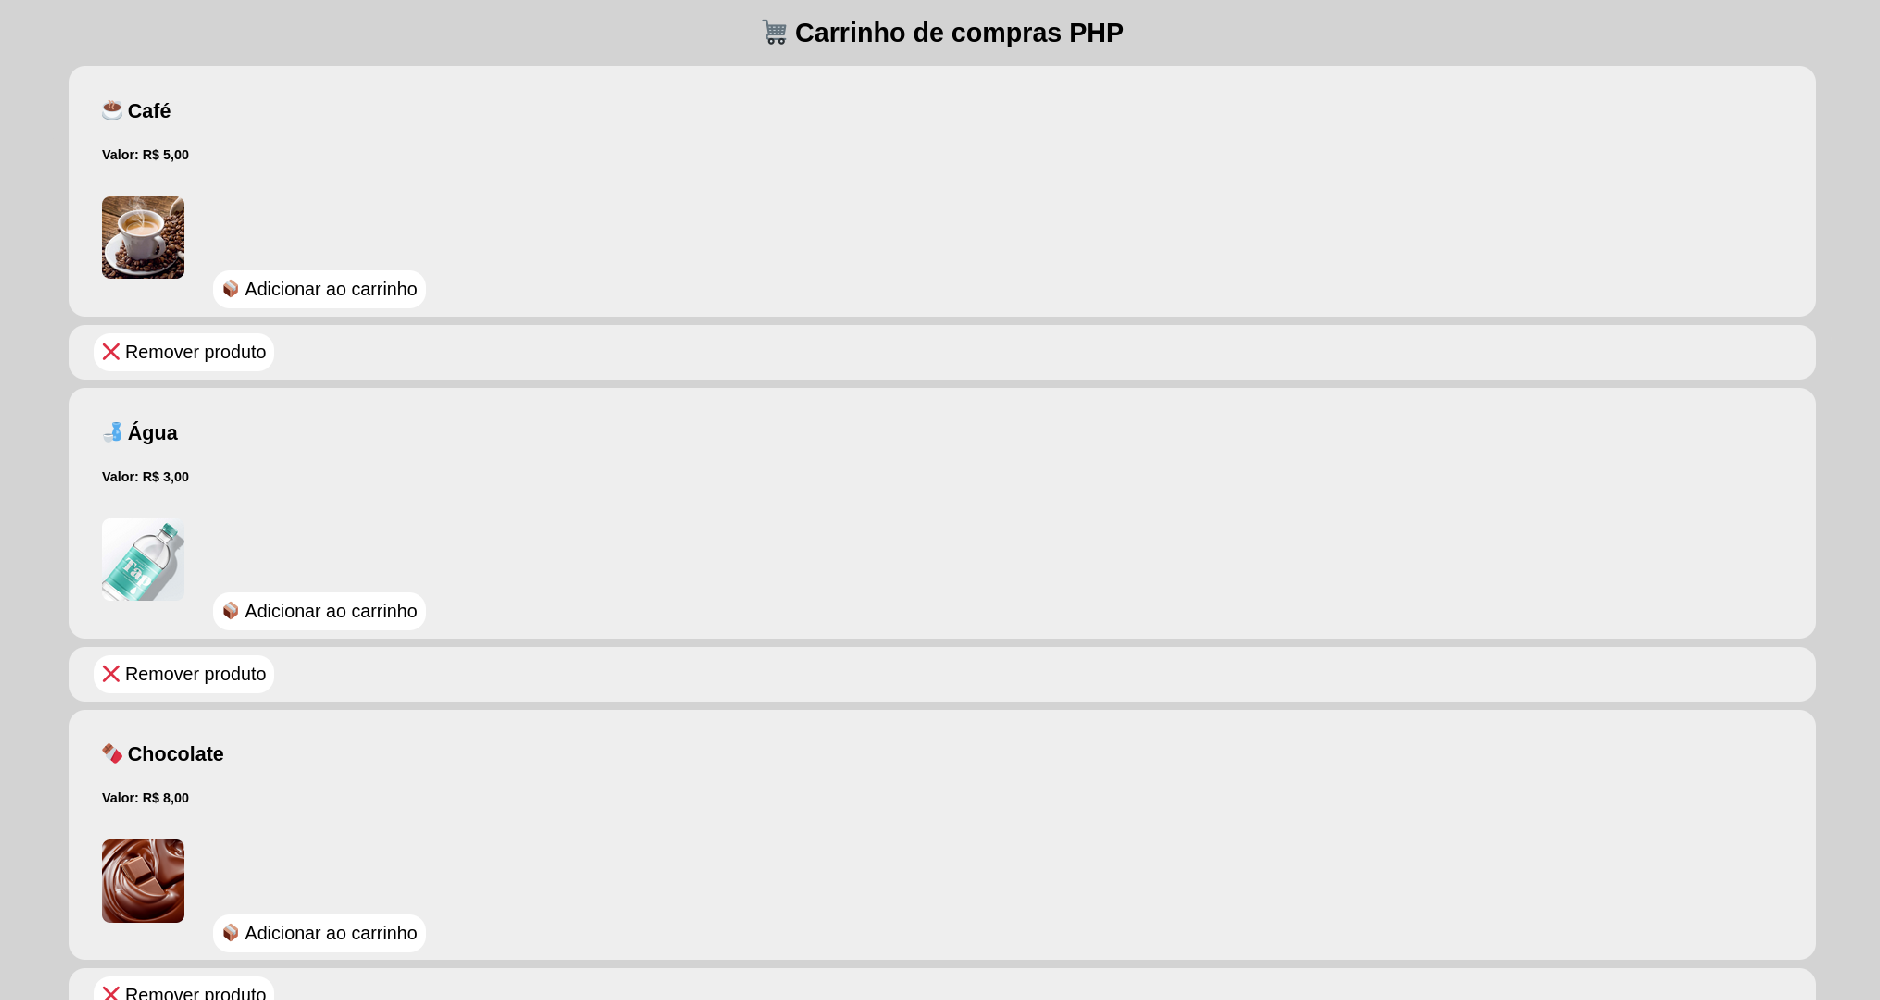 Carrinho de compras PHP
Café
Valor: R$ 5,00
Adicionar ao carrinho
Remover produto
Água
Valor: R$ 3,00
Tap
Adicionar ao carrinho
Remover produto
Chocolate
Valor: R$ 8,00
Adicionar ao carrinho
Remover produto